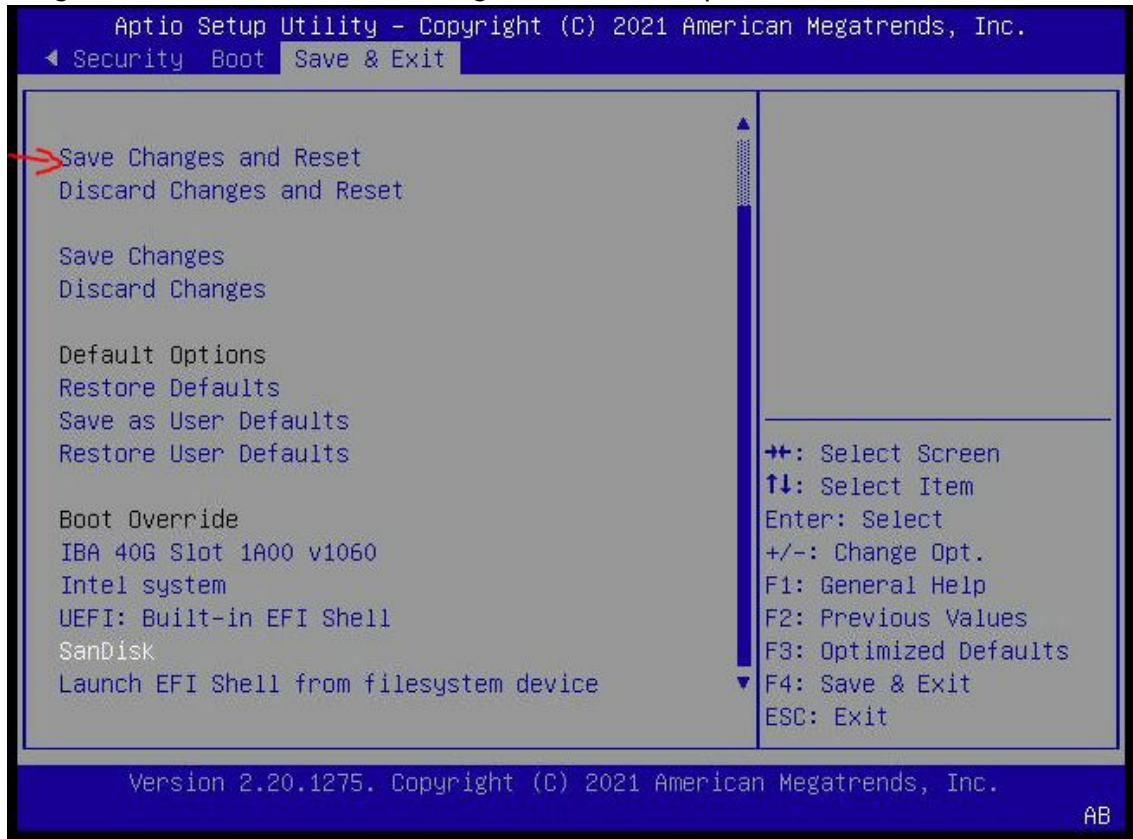 Aptio Setup Utility – Copyright (C) 2021 American Megatrends, Inc.
Security Boot Save & Exit
Save Changes and Reset
Discard Changes and Reset
Save Changes
Discard Changes
Default Options
Restore Defaults
Save as User Defaults
Restore User Defaults
Boot Override
IBA 40G Slot 1A00 v1060
Intel system
UEFI: Built-in EFI Shell
SanDisk
Launch EFI Shell from filesystem device
→←: Select Screen
↑↓: Select Item
Enter: Select
+/-: Change Opt.
F1: General Help
F2: Previous Values
F3: Optimized Defaults
F4: Save & Exit
ESC: Exit
Version 2.20.1275. Copyright (C) 2021 American Megatrends, Inc.
AB